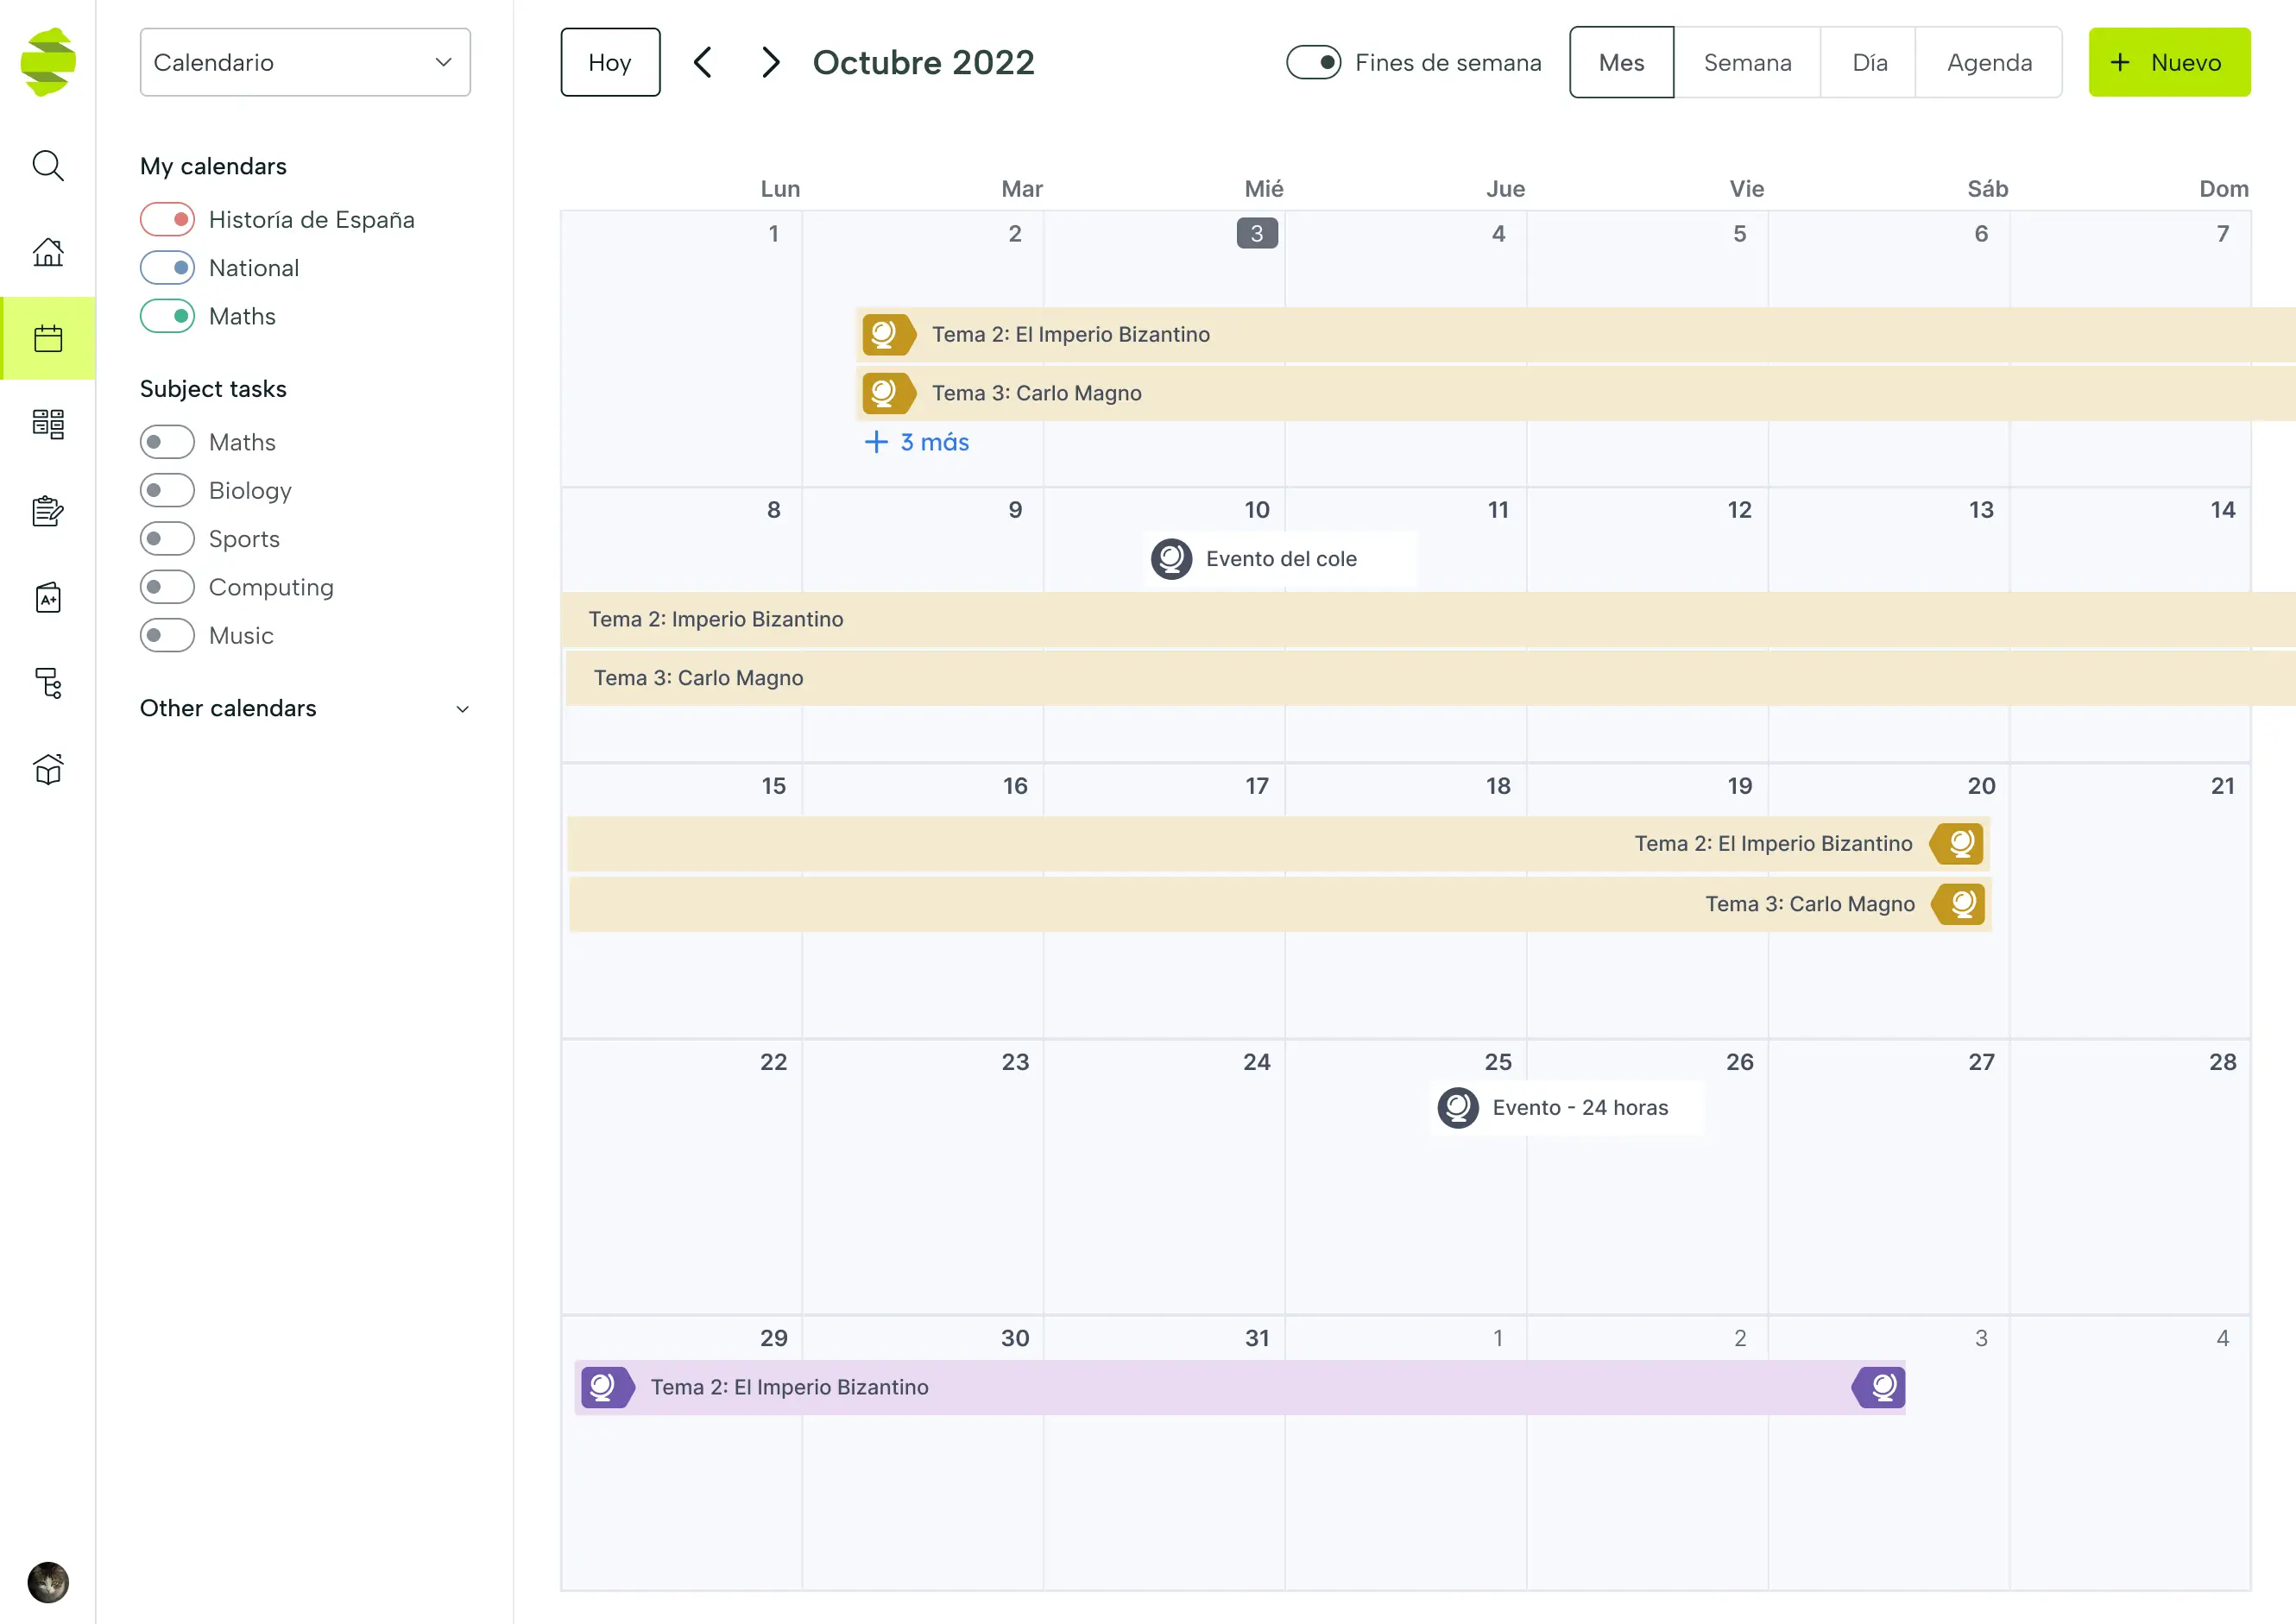 Calendario
Hoy
Octubre 2022
Fines de semana
Mes
Semana
Día
Agenda
+ Nuevo
My calendars
Historía de España
National
Maths
Subject tasks
Maths
Biology
Sports
Computing
Music
Other calendars
A+
Lun Mar Mié Jue Vie Sáb Dom
1 2 3 4 5 6 7
Tema 2: El Imperio Bizantino
Tema 3: Carlo Magno
+ 3 más
8 9 10 11 12 13 14
Evento del cole
Tema 2: Imperio Bizantino
Tema 3: Carlo Magno
15 16 17 18 19 20 21
Tema 2: El Imperio Bizantino
Tema 3: Carlo Magno
22 23 24 25 26 27 28
Evento - 24 horas
29 30 31 1 2 3 4
Tema 2: El Imperio Bizantino